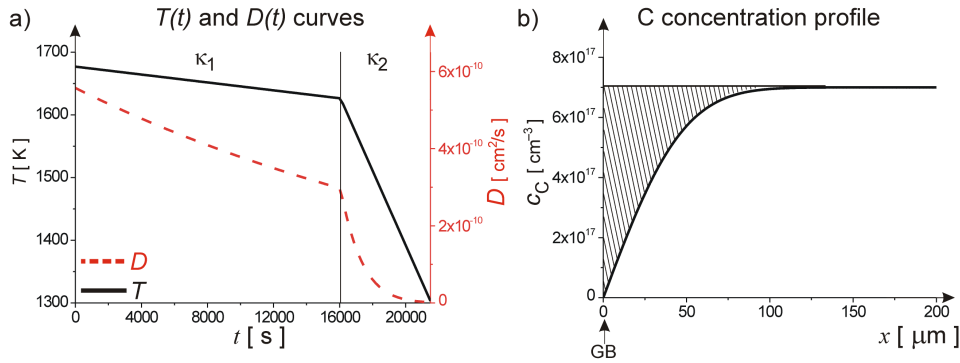 a) T(t) and D(t) curves
κ1 κ2
T [ K ]
1700
1600
1500
1400
1300
D
T
0 4000 8000 12000 16000 20000
t [ s ]
6x10⁻¹⁰
4x10⁻¹⁰
2x10⁻¹⁰
0
D [ cm²/s ]
b) C concentration profile
c_C [ cm⁻³ ]
8x10¹⁷
6x10¹⁷
4x10¹⁷
2x10¹⁷
0
0 50 100 150 200
GB
x [ µm ]